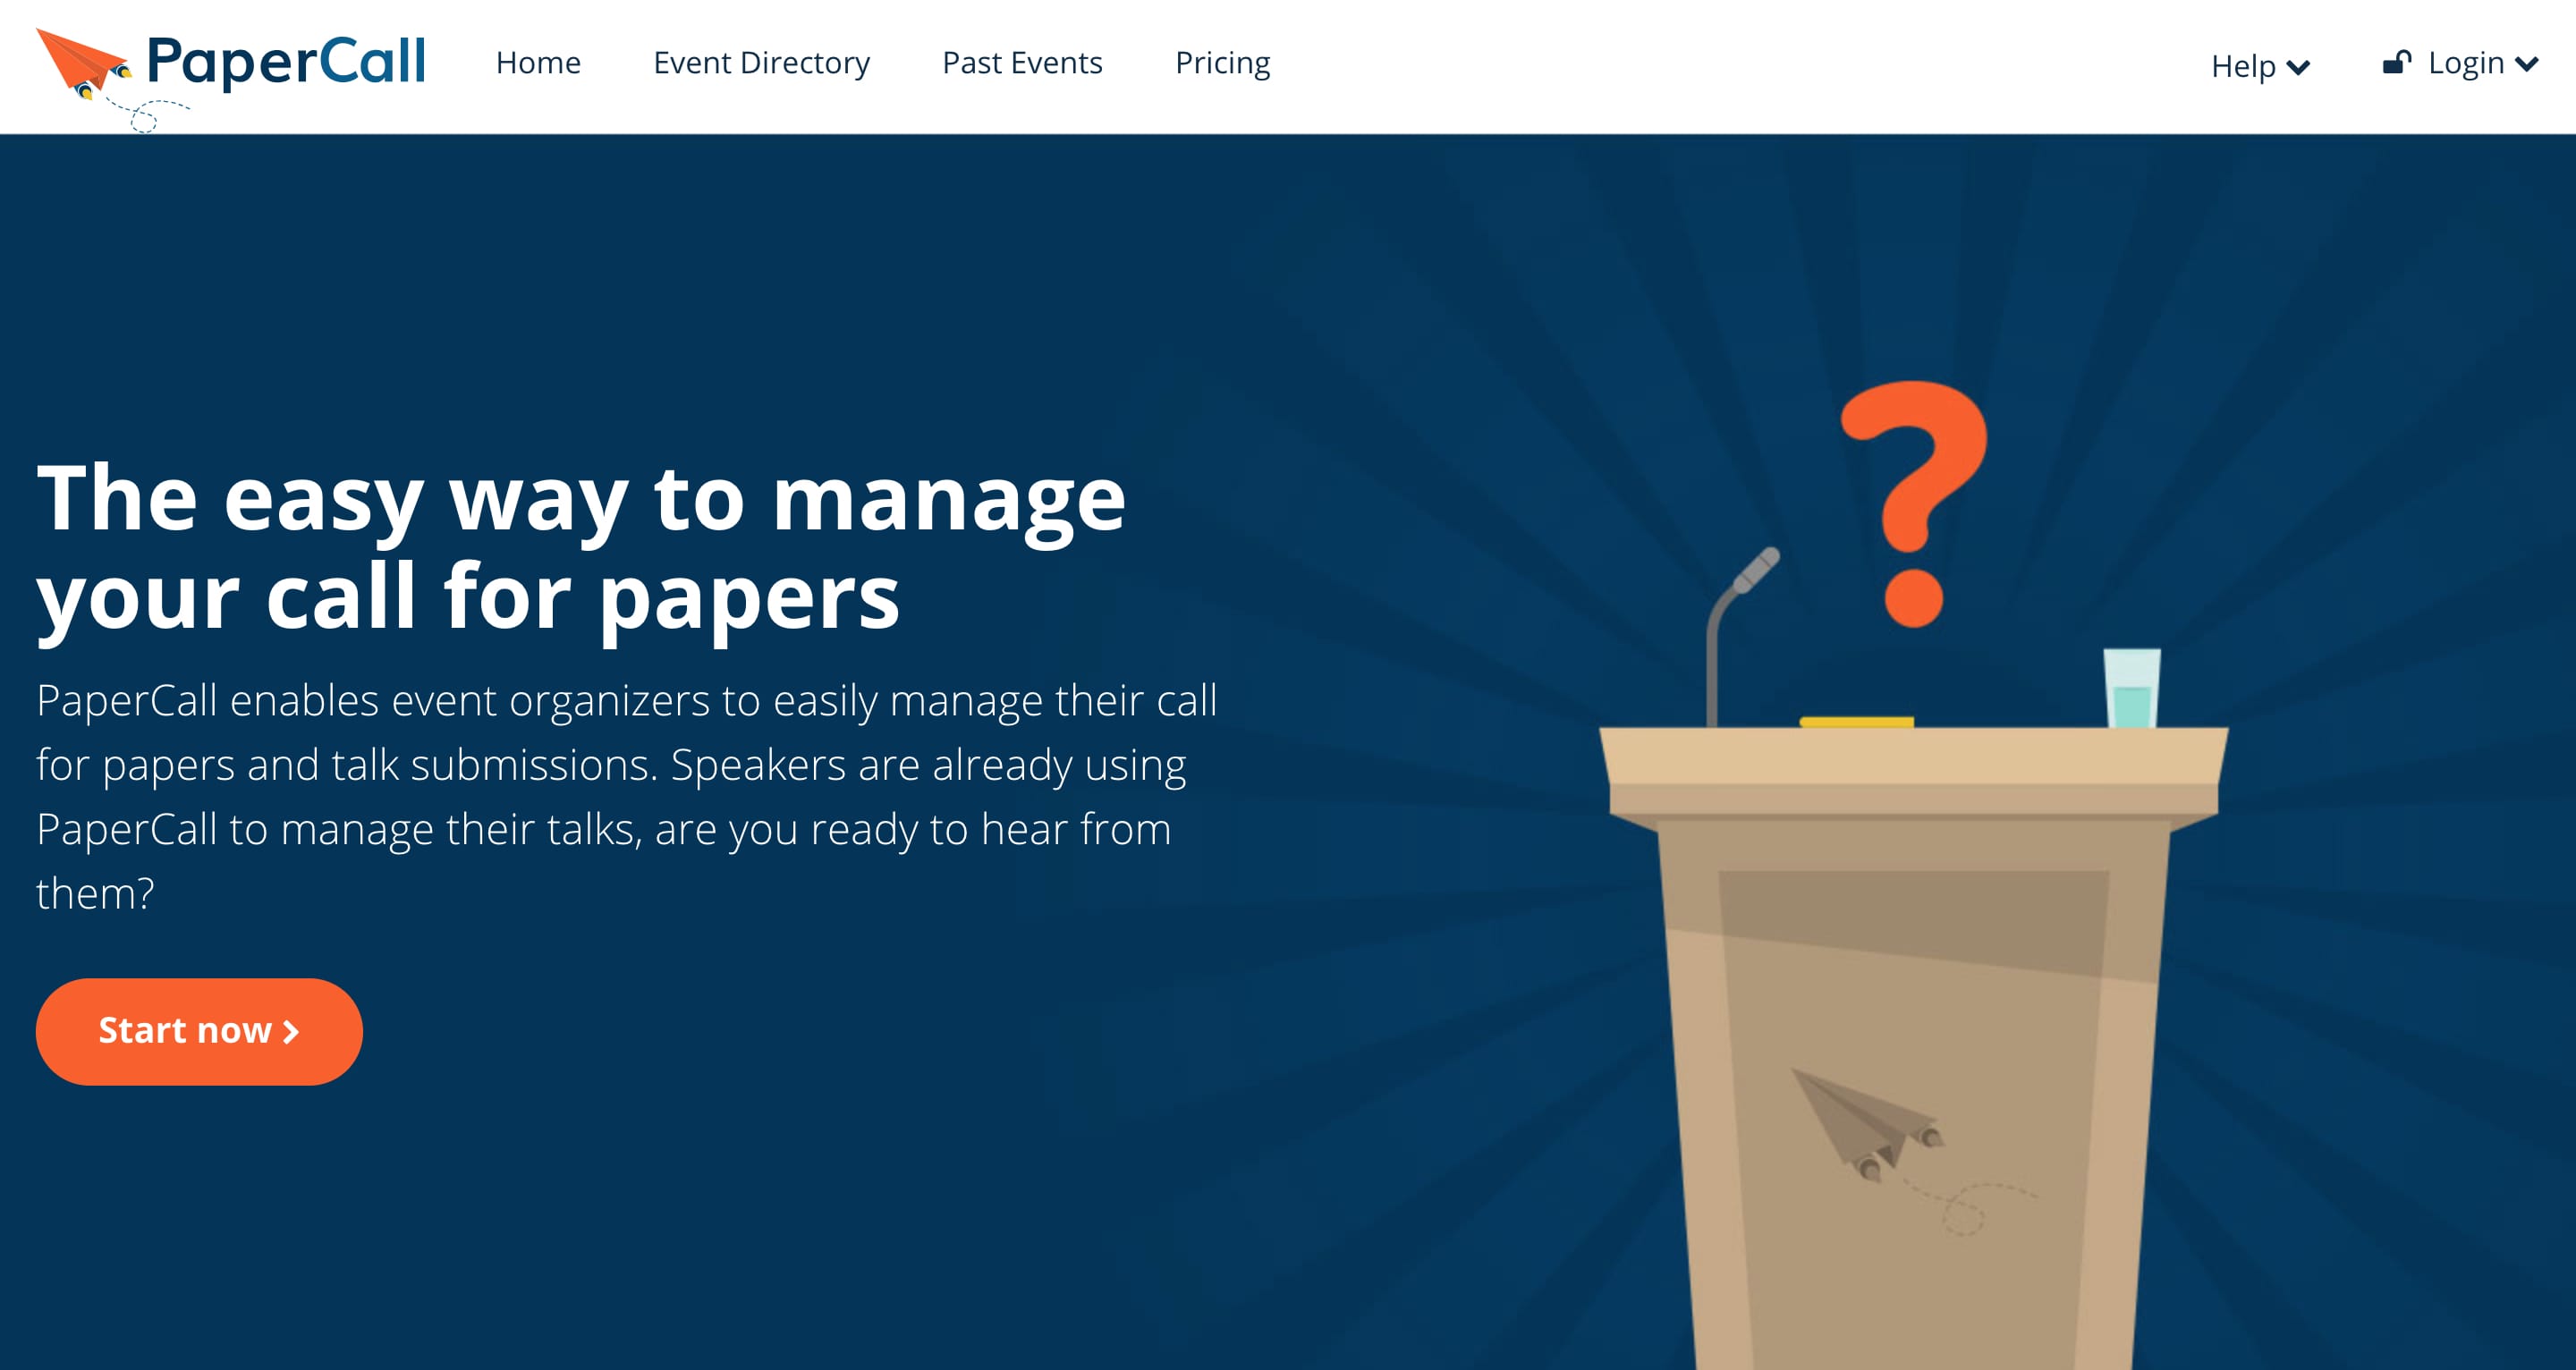 PaperCall
Home
Event Directory
Past Events
Pricing
Help
Login
The easy way to manage
your call for papers
PaperCall enables event organizers to easily manage their call
for papers and talk submissions. Speakers are already using
PaperCall to manage their talks, are you ready to hear from
them?
Start now
?